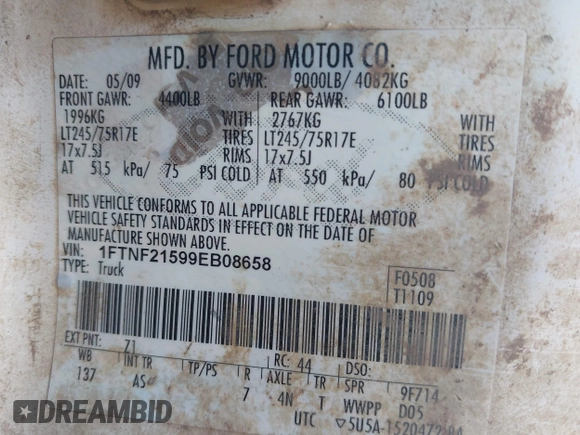 MFD. BY FORD MOTOR CO.
DATE: 05/09 GVWR: 9000LB/ 4082KG
FRONT GAWR: 4400LB REAR GAWR: 6100LB
1996KG WITH 2767KG WITH
LT245/75R17E TIRES LT245/75R17E TIRES
17x7.5J RIMS 17x7.5J RIMS
AT 515 kPa/ 75 PSI COLD AT 550 kPa/ 80 PSI COLD
THIS VEHICLE CONFORMS TO ALL APPLICABLE FEDERAL MOTOR
VEHICLE SAFETY STANDARDS IN EFFECT ON THE DATE OF
MANUFACTURE SHOWN ABOVE.
VIN: 1FTNF21599EB08658
TYPE: Truck
F0508
T1109
EXT PNT: 71 RC: 44 DSO:
WB INT TR TP/PS R AXLE TR SPR 9F714
137 AS 7 4N T WWPP DOS
UTC
DREAMBID